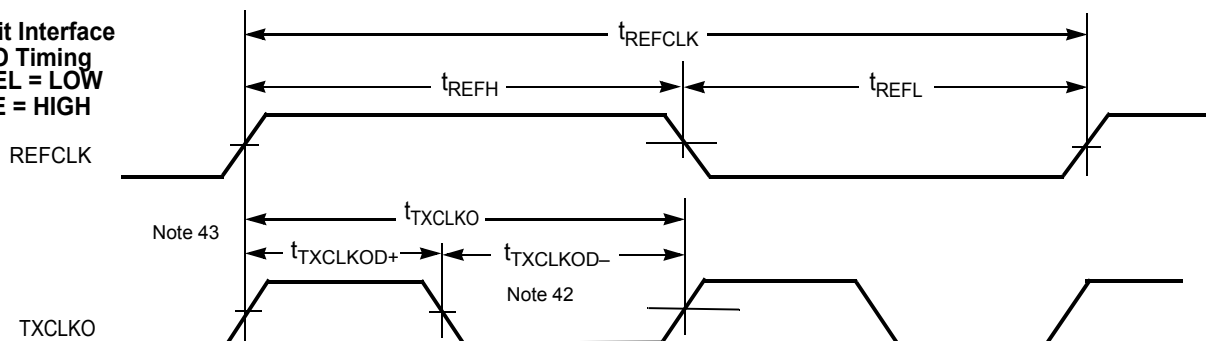 it Interface
Timing
EL = LOW
= HIGH
tREFCLK
tREFH
tREFL
REFCLK
Note 43
tTXCLKO
tTXCLKOD+
tTXCLKOD–
Note 42
TXCLKO